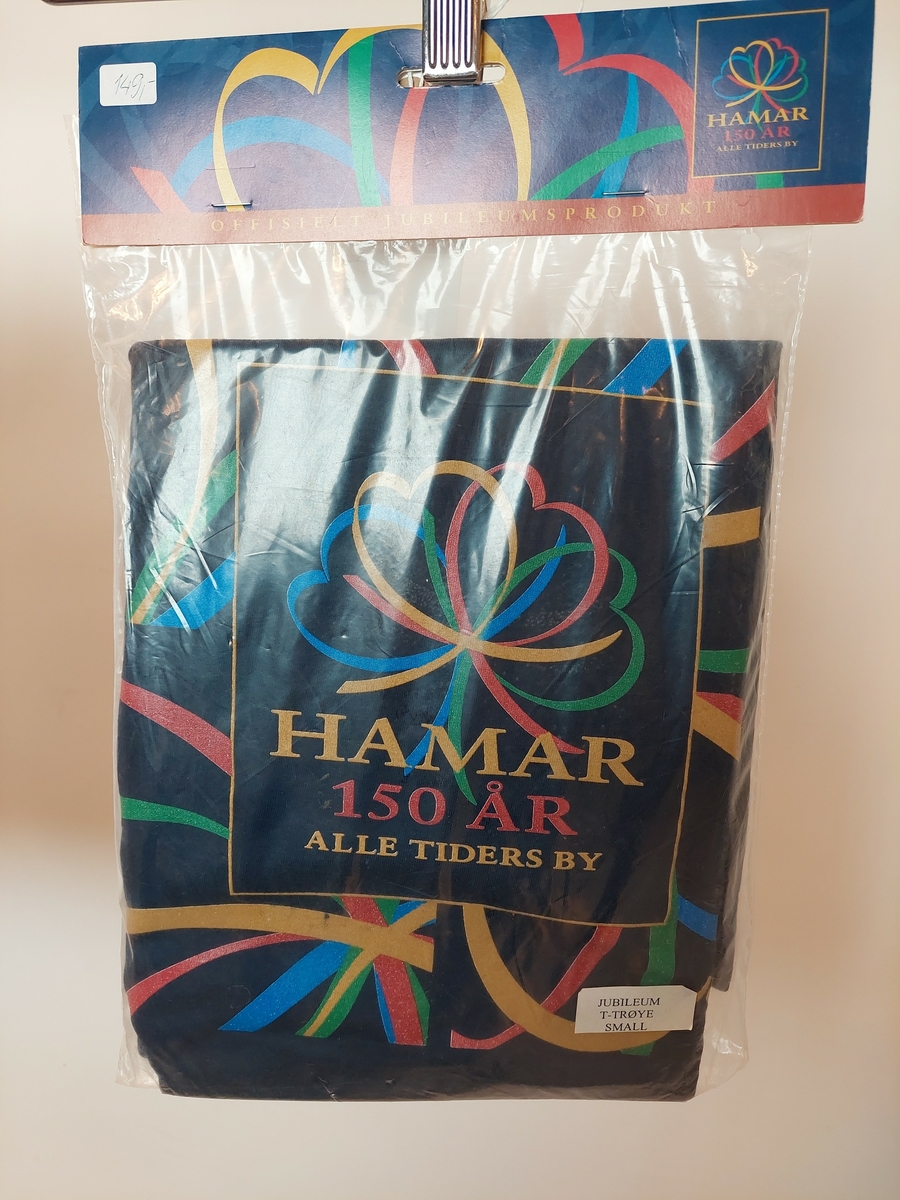 149,-
HAMAR
150 ÅR
ALLE TIDERS BY
OFFISIELT JUBILEUMSPRODUKT
HAMAR
150 ÅR
ALLE TIDERS BY
JUBILEUM
T-TRØYE
SMALL